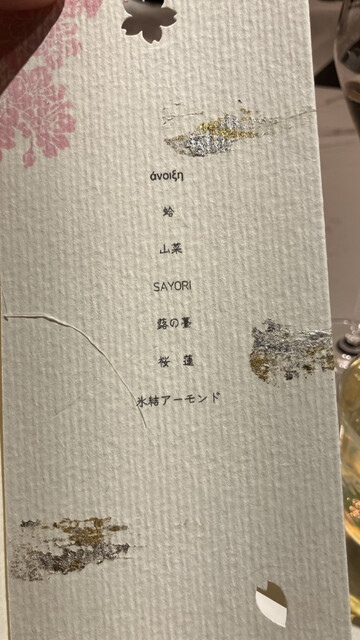 άνοιξη
蛤
山菜
SAYORI
蕗の薹
桜 蓮
氷結アーモンド